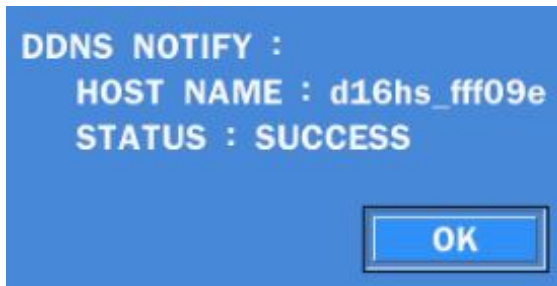 DDNS NOTIFY :
HOST NAME : d16hs_fff09e
STATUS : SUCCESS
OK